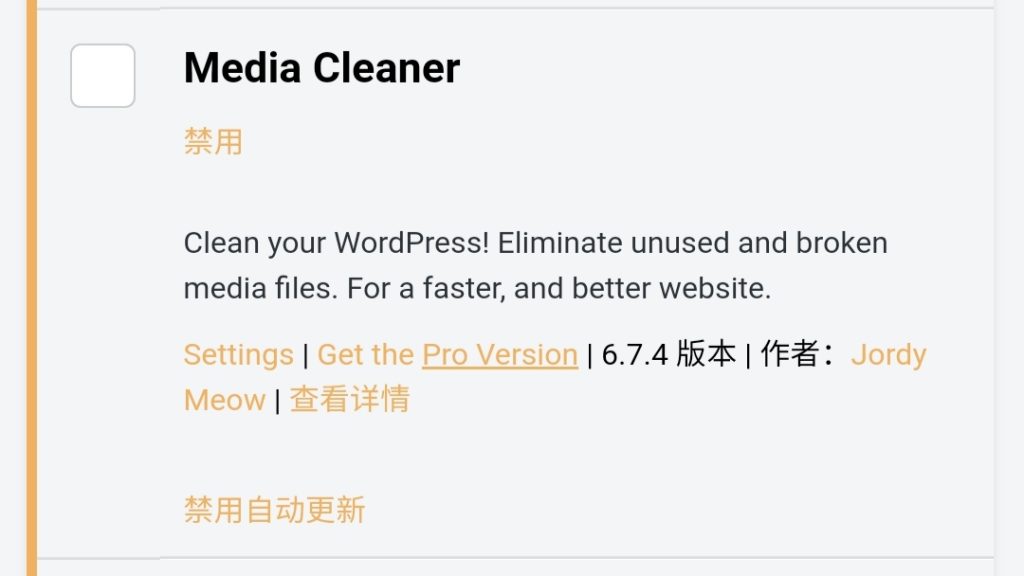 Media Cleaner
禁用
Clean your WordPress! Eliminate unused and broken
media files. For a faster, and better website.
Settings | Get the Pro Version | 6.7.4 版本 | 作者：Jordy
Meow | 查看详情
禁用自动更新